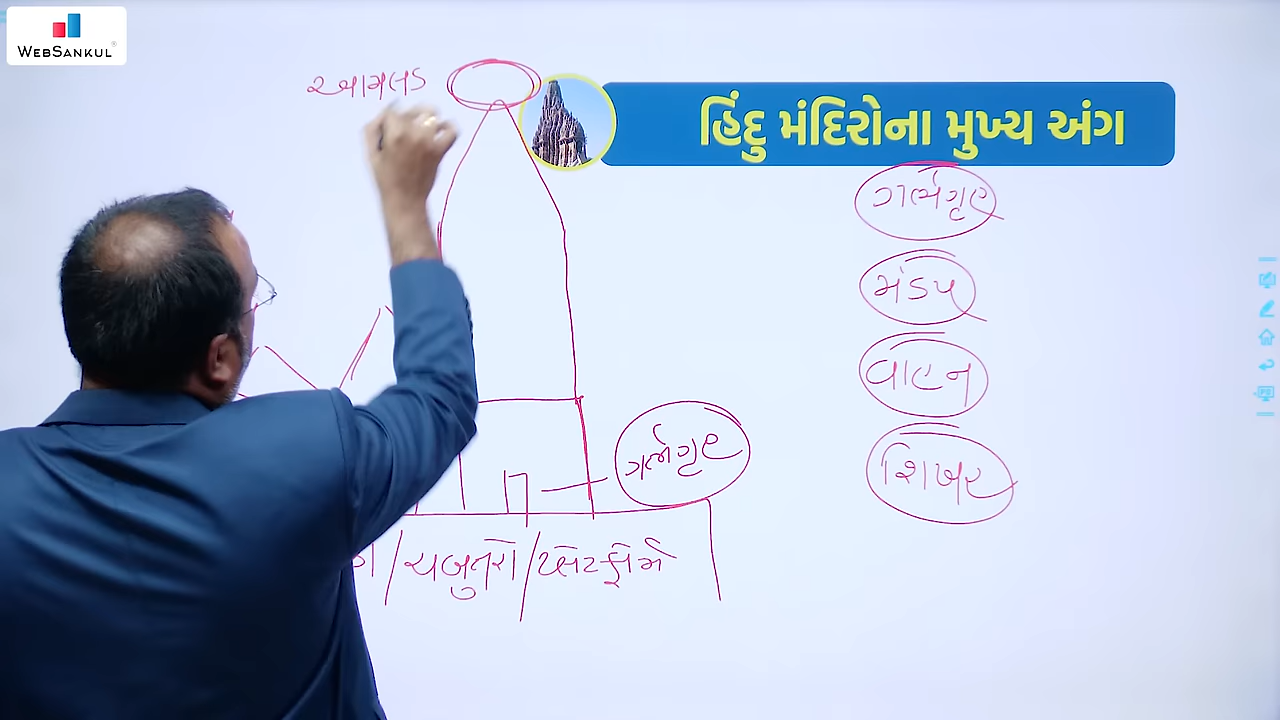 WEBSANKUL
આમલક
હિંદુ મંદિરોના મુખ્ય અંગ
ગર્ભગૃહ
મંડપ
વાહન
શિખર
ગર્ભગૃહ
/ ચબુતરો / પ્લેટફોર્મ